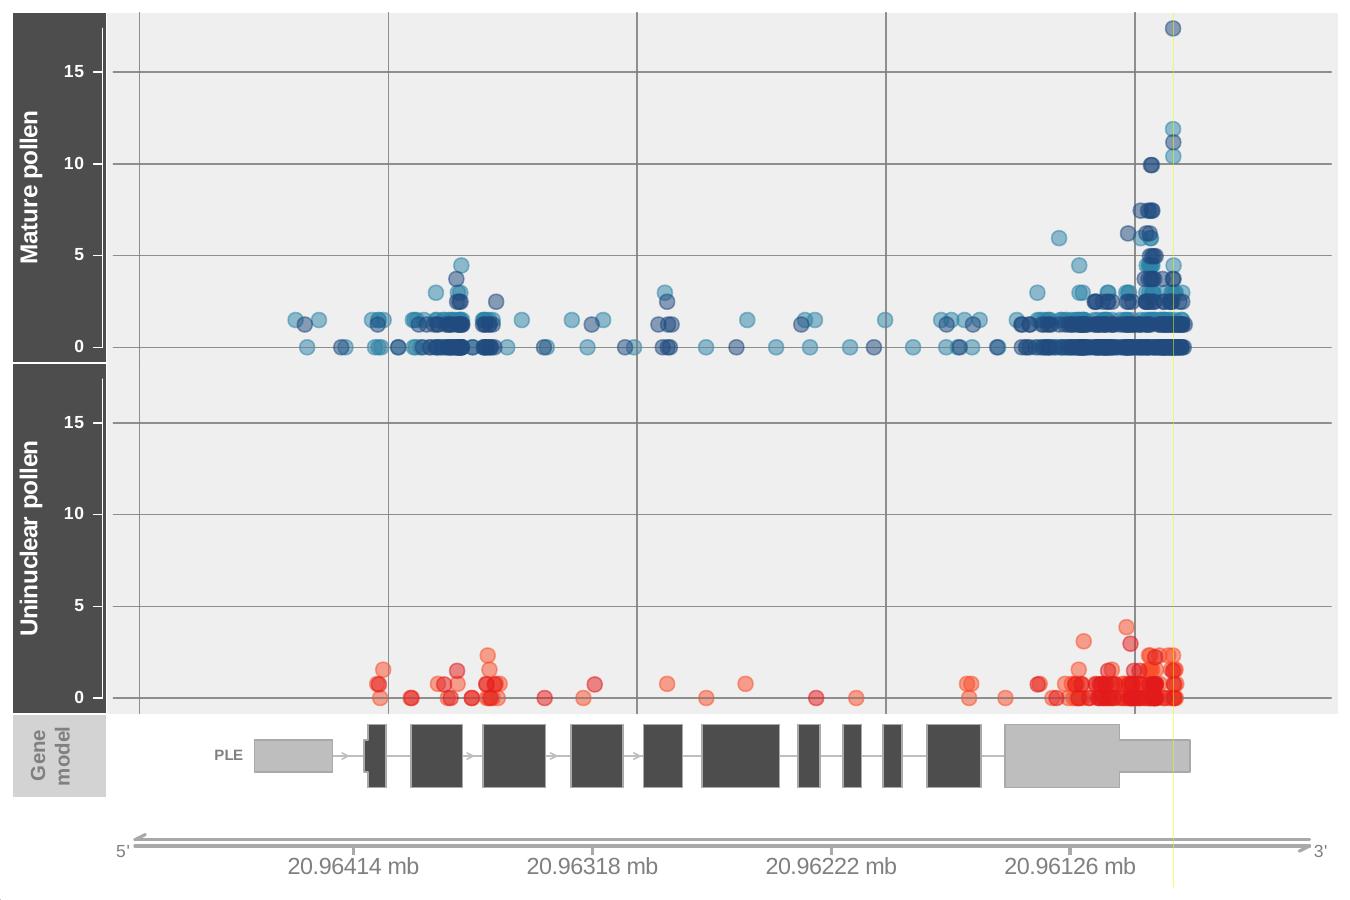 Mature pollen
15
10
5
0
Uninuclear pollen
15
10
5
0
Gene
model
PLE
5'
3'
20.96414 mb
20.96318 mb
20.96222 mb
20.96126 mb